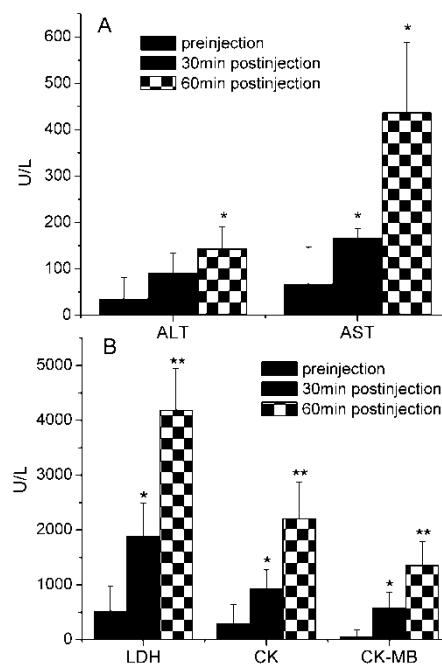 A
preinjection
30min postinjection
60min postinjection
*
600
500
400
300
200
100
0
U/L
*
*
ALT
AST
B
preinjection
30min postinjection
60min postinjection
**
5000
4000
3000
2000
1000
0
U/L
*
**
*
**
*
LDH
CK
CK-MB